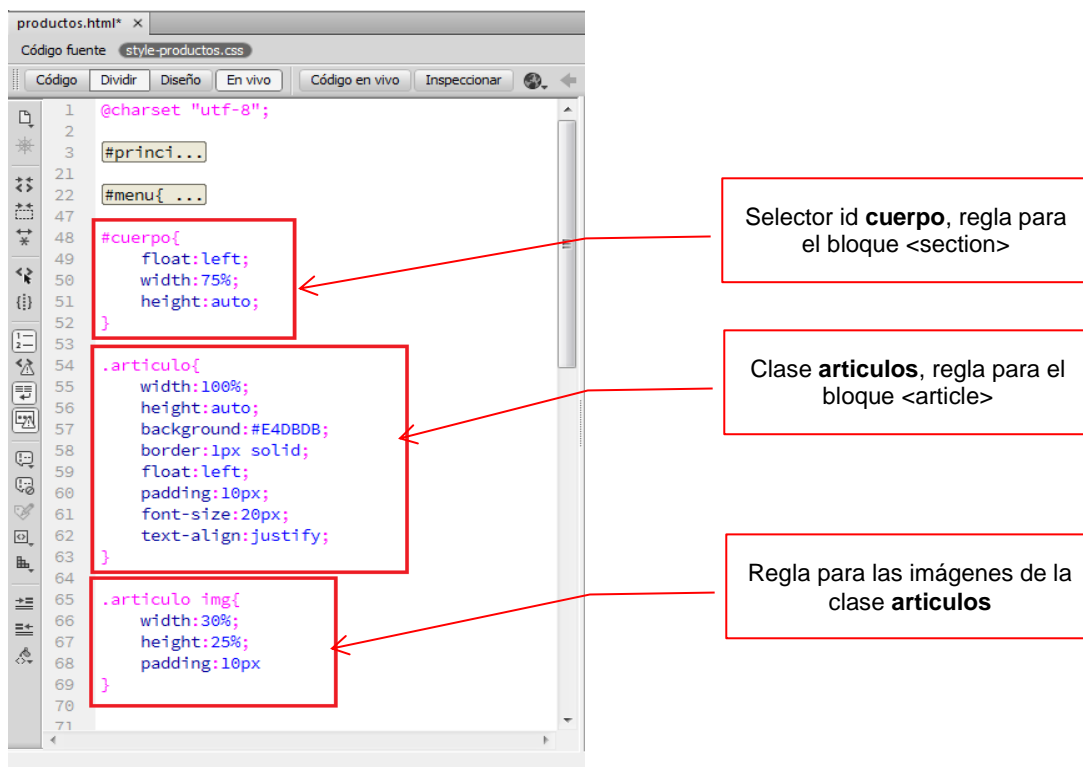 productos.html* ×
Código fuente style-productos.css
Código Dividir Diseño En vivo Código en vivo Inspeccionar
1 @charset "utf-8";
2
3 #princi...
21
22 #menu{ ...
47
48 #cuerpo{
49 float:left;
50 width:75%;
51 height:auto;
52 }
53
54 .articulo{
55 width:100%;
56 height:auto;
57 background:#E4DBDB;
58 border:1px solid;
59 float:left;
60 padding:10px;
61 font-size:20px;
62 text-align:justify;
63 }
64
65 .articulo img{
66 width:30%;
67 height:25%;
68 padding:10px
69 }
70
71
Selector id cuerpo, regla para
el bloque <section>
Clase articulos, regla para el
bloque <article>
Regla para las imágenes de la
clase articulos